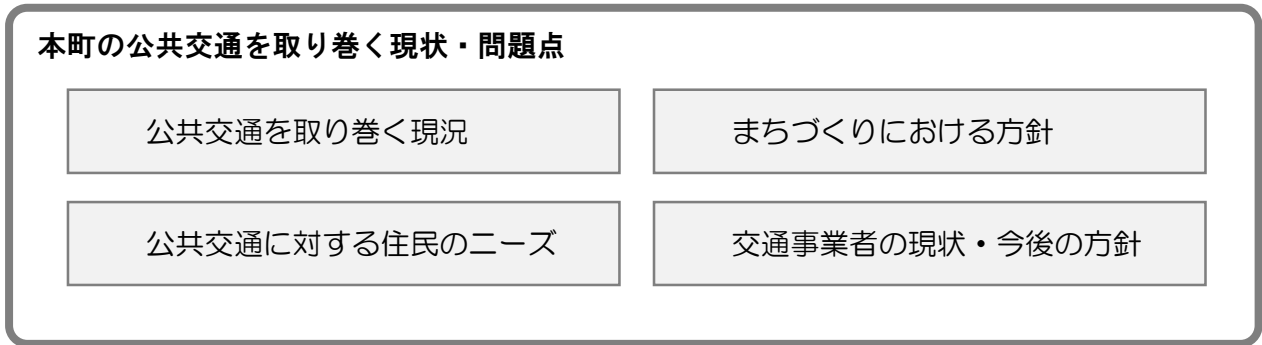 本町の公共交通を取り巻く現状・問題点
公共交通を取り巻く現況
まちづくりにおける方針
公共交通に対する住民のニーズ
交通事業者の現状・今後の方針